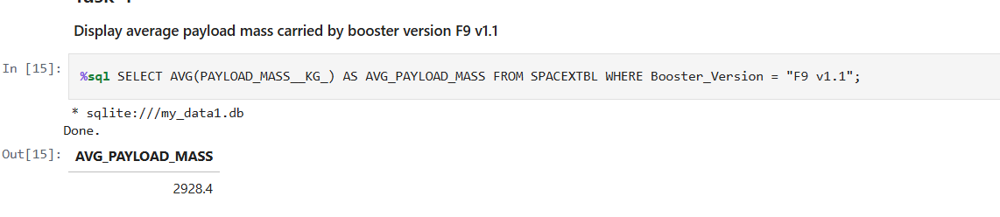 Display average payload mass carried by booster version F9 v1.1
In [15]: %sql SELECT AVG(PAYLOAD_MASS__KG_) AS AVG_PAYLOAD_MASS FROM SPACEXTBL WHERE Booster_Version = "F9 v1.1";
* sqlite:///my_data1.db
Done.
Out[15]: AVG_PAYLOAD_MASS
2928.4